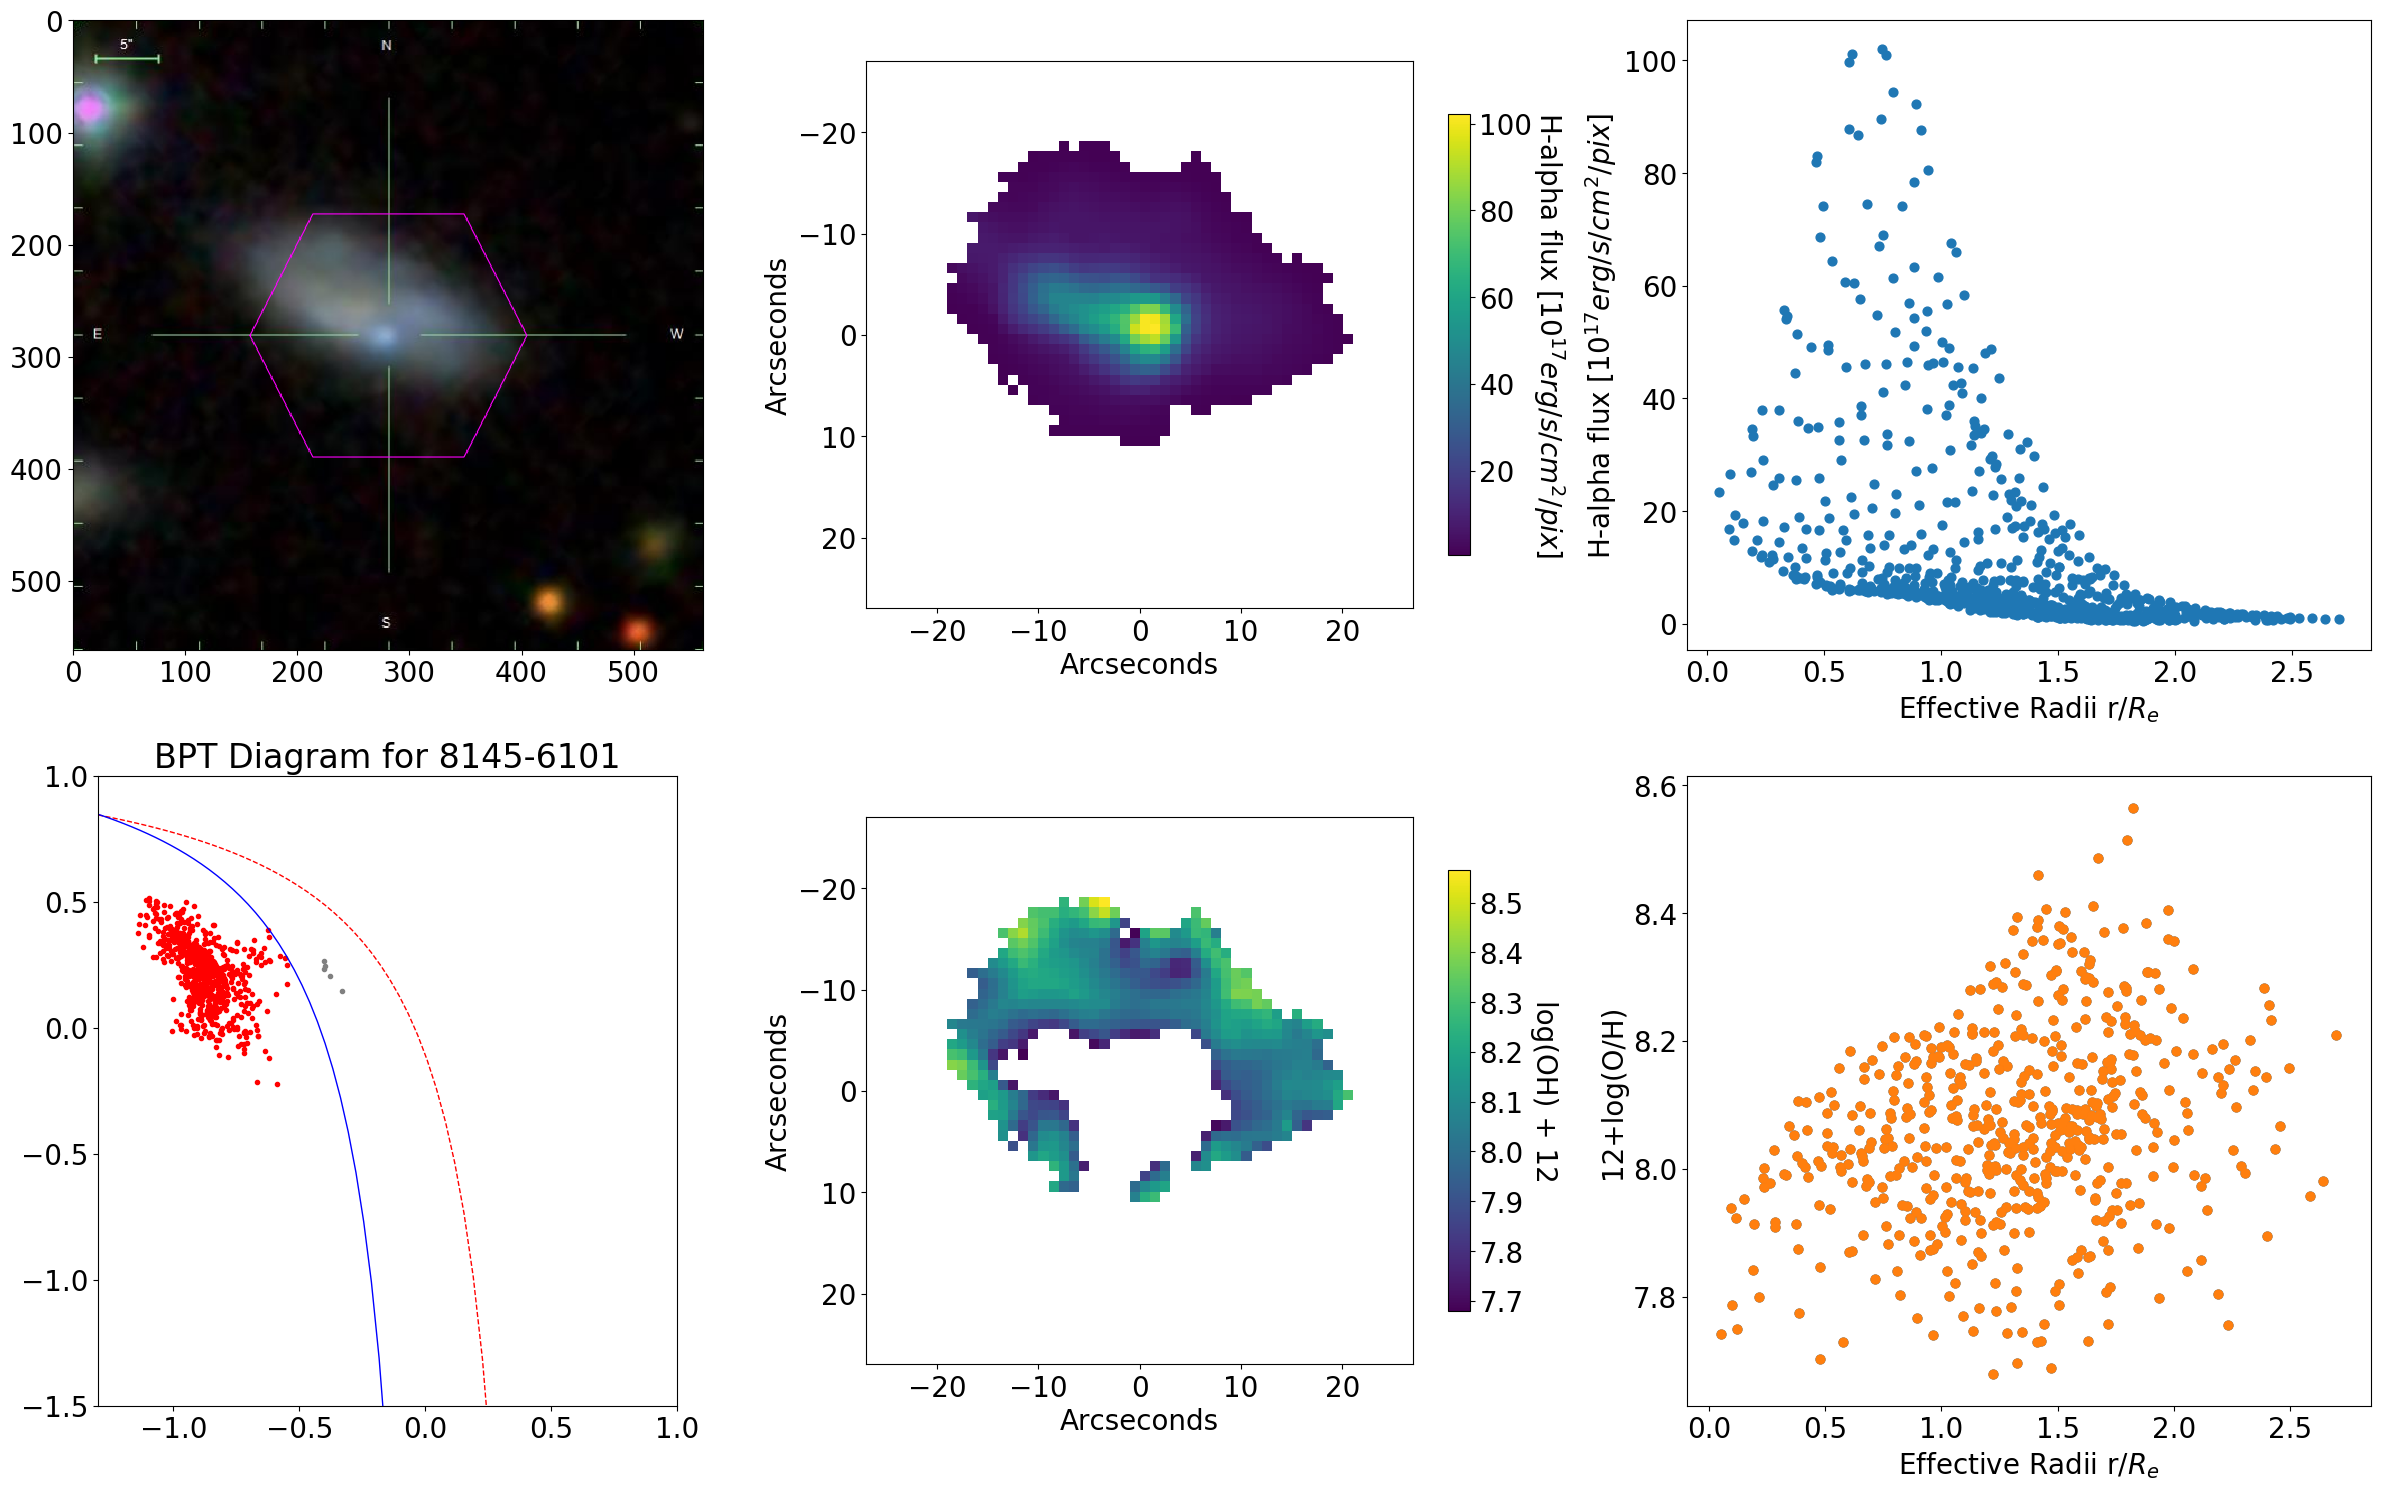 0
100
200
300
400
500
0 100 200 300 400 500
5"
N
E
W
S
−20
−10
0
10
20
Arcseconds
−20 −10 0 10 20
Arcseconds
100
80
60
40
20
H-alpha flux [10^17 erg/s/cm^2/pix]
H-alpha flux [10^17 erg/s/cm^2/pix]
100
80
60
40
20
0
0.0 0.5 1.0 1.5 2.0 2.5
Effective Radii r/R_e
BPT Diagram for 8145-6101
1.0
0.5
0.0
−0.5
−1.0
−1.5
−1.0 −0.5 0.0 0.5 1.0
−20
−10
0
10
20
Arcseconds
−20 −10 0 10 20
Arcseconds
8.5
8.4
8.3
8.2
8.1
8.0
7.9
7.8
7.7
log(OH) + 12
12+log(O/H)
8.6
8.4
8.2
8.0
7.8
0.0 0.5 1.0 1.5 2.0 2.5
Effective Radii r/R_e